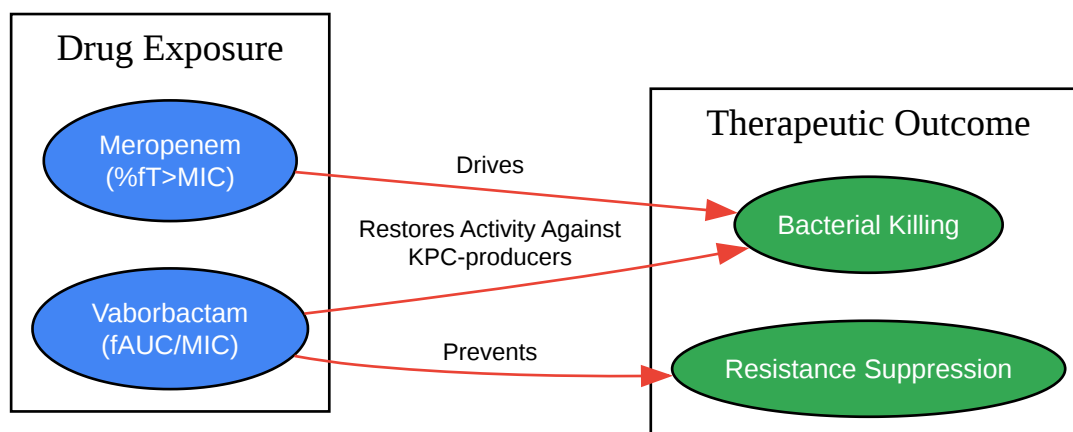 Drug Exposure
Meropenem
(%fT>MIC)
Vaborbactam
(fAUC/MIC)
Drives
Restores Activity Against
KPC-producers
Prevents
Therapeutic Outcome
Bacterial Killing
Resistance Suppression